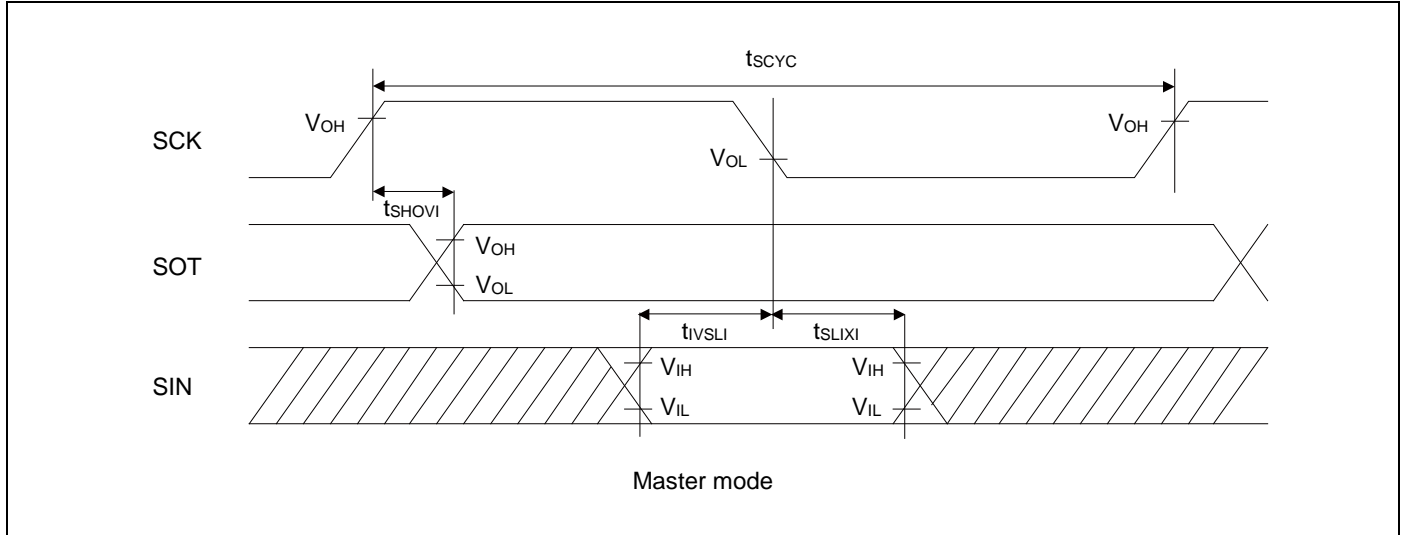 tSCYC
SCK
VOH
VOL
VOH
tSHOVI
SOT
VOH
VOL
tIVSLI
tSLIXI
SIN
VIH
VIH
VIL
VIL
Master mode